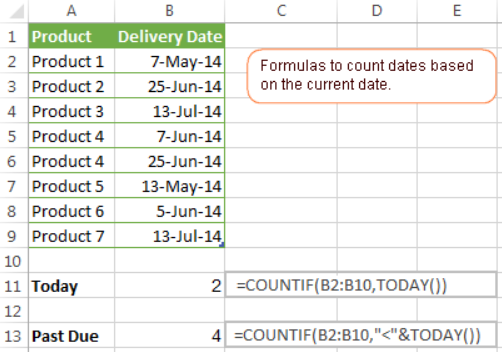 A B C D E
1 Product Delivery Date
2 Product 1 7-May-14
3 Product 2 25-Jun-14
4 Product 3 13-Jul-14
5 Product 4 7-Jun-14
6 Product 4 25-Jun-14
7 Product 5 13-May-14
8 Product 6 5-Jun-14
9 Product 7 13-Jul-14
Formulas to count dates based
on the current date.
10
11 Today 2 =COUNTIF(B2:B10,TODAY())
12
13 Past Due 4 =COUNTIF(B2:B10,"<"&TODAY())